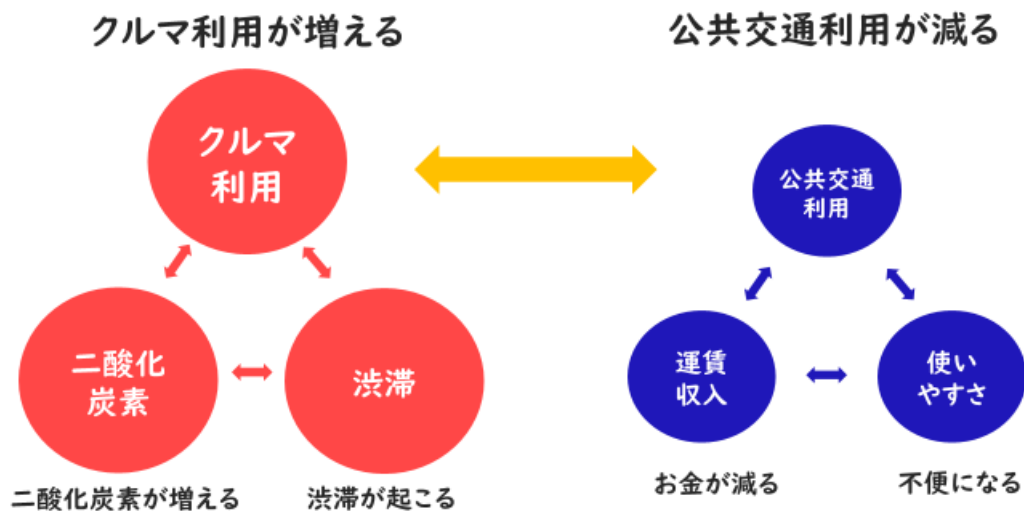 クルマ利用が増える
公共交通利用が減る
クルマ
利用
公共交通
利用
二酸化
炭素
渋滞
運賃
収入
使い
やすさ
二酸化炭素が増える
渋滞が起こる
お金が減る
不便になる